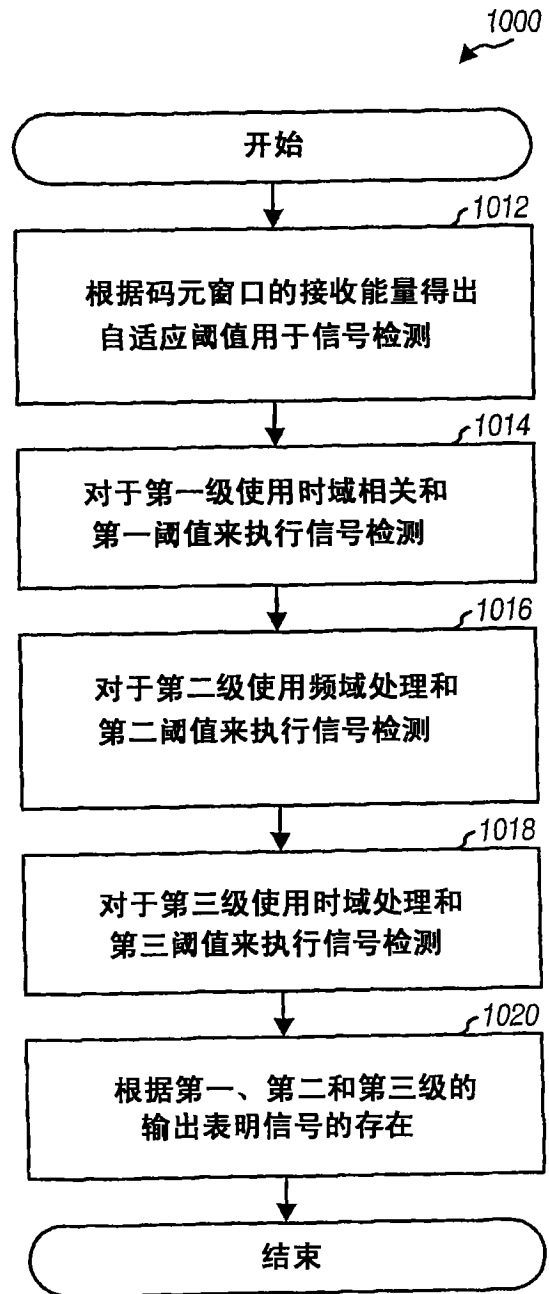 1000
开始
1012
根据码元窗口的接收能量得出
自适应阈值用于信号检测
1014
对于第一级使用时域相关和
第一阈值来执行信号检测
1016
对于第二级使用频域处理和
第二阈值来执行信号检测
1018
对于第三级使用时域处理和
第三阈值来执行信号检测
1020
根据第一、第二和第三级的
输出表明信号的存在
结束